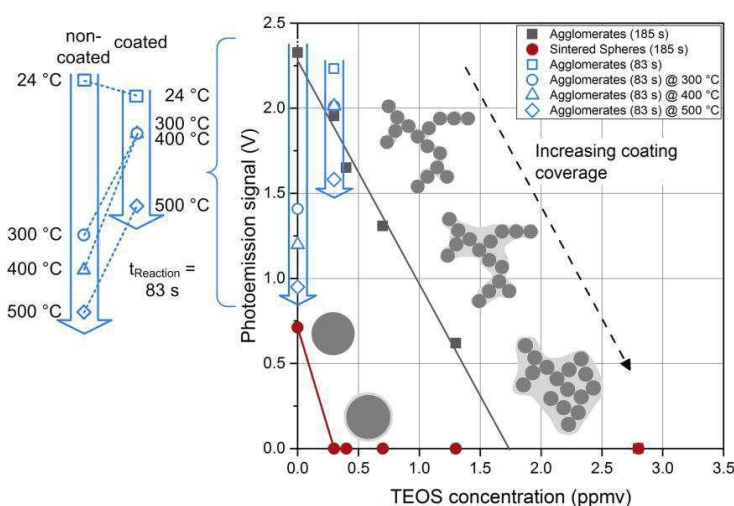 non-
coated
coated
24 °C
24 °C
300 °C
400 °C
500 °C
300 °C
400 °C
500 °C
tReaction =
83 s
Photoemission signal (V)
2.5
2.0
1.5
1.0
0.5
0.0
Agglomerates (185 s)
Sintered Spheres (185 s)
Agglomerates (83 s)
Agglomerates (83 s) @ 300 °C
Agglomerates (83 s) @ 400 °C
Agglomerates (83 s) @ 500 °C
Increasing coating
coverage
0.0 0.5 1.0 1.5 2.0 2.5 3.0 3.5
TEOS concentration (ppmv)